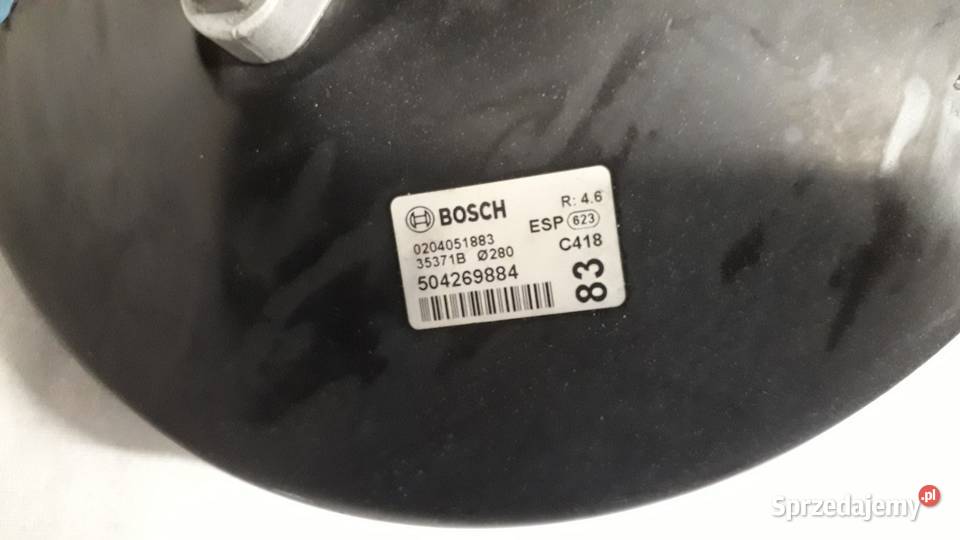 BOSCH
R: 4.6
ESP 623
0204051883
C418
35371B Ø280
504269884
83
Sprzedajemy.pl